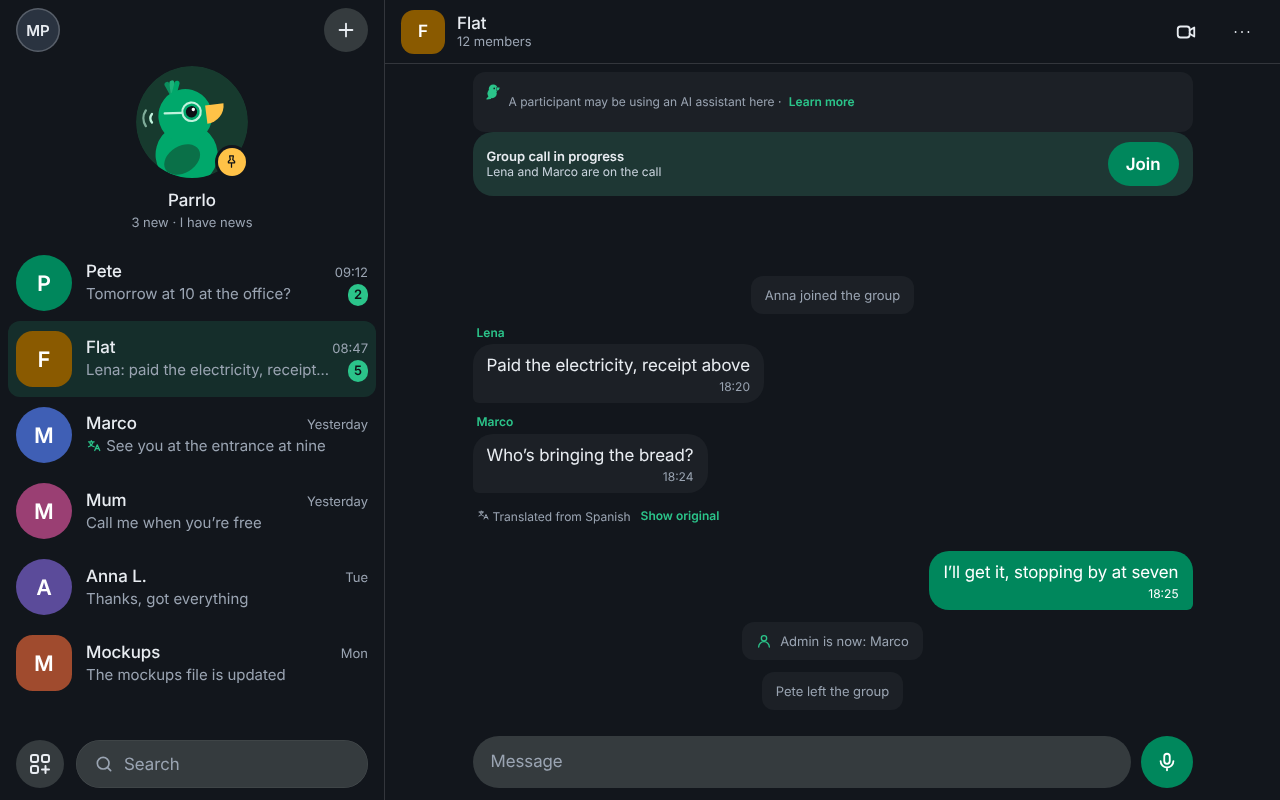 MP
Parrlo
3 new · I have news
P
Pete
09:12
Tomorrow at 10 at the office?
2
F
Flat
08:47
Lena: paid the electricity, receipt...
5
M
Marco
Yesterday
See you at the entrance at nine
M
Mum
Yesterday
Call me when you’re free
A
Anna L.
Tue
Thanks, got everything
M
Mockups
Mon
The mockups file is updated
Search
F
Flat
12 members
A participant may be using an AI assistant here · Learn more
Group call in progress
Lena and Marco are on the call
Join
Anna joined the group
Lena
Paid the electricity, receipt above
18:20
Marco
Who’s bringing the bread?
18:24
Translated from Spanish Show original
I’ll get it, stopping by at seven
18:25
Admin is now: Marco
Pete left the group
Message